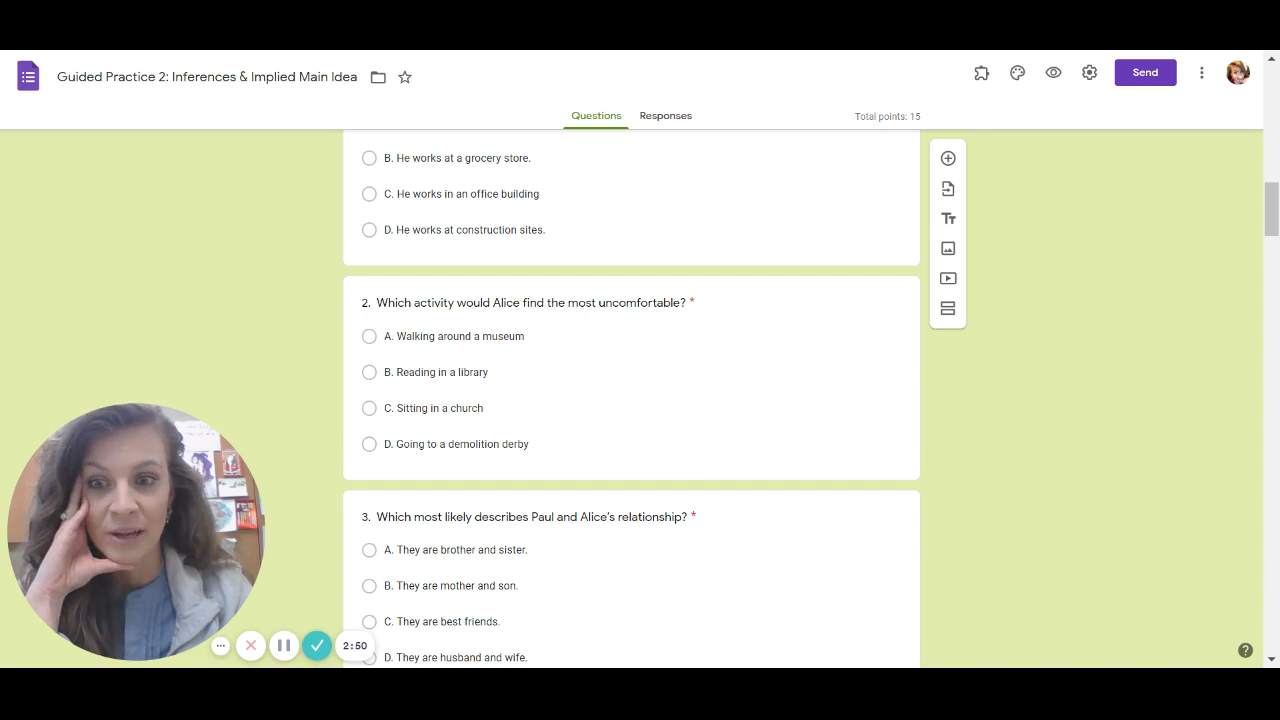 Guided Practice 2: Inferences & Implied Main Idea
Send
Questions
Responses
Total points: 15
B. He works at a grocery store.
C. He works in an office building
D. He works at construction sites.
2. Which activity would Alice find the most uncomfortable? *
A. Walking around a museum
B. Reading in a library
C. Sitting in a church
D. Going to a demolition derby
3. Which most likely describes Paul and Alice's relationship? *
A. They are brother and sister.
B. They are mother and son.
C. They are best friends.
D. They are husband and wife.
2:50